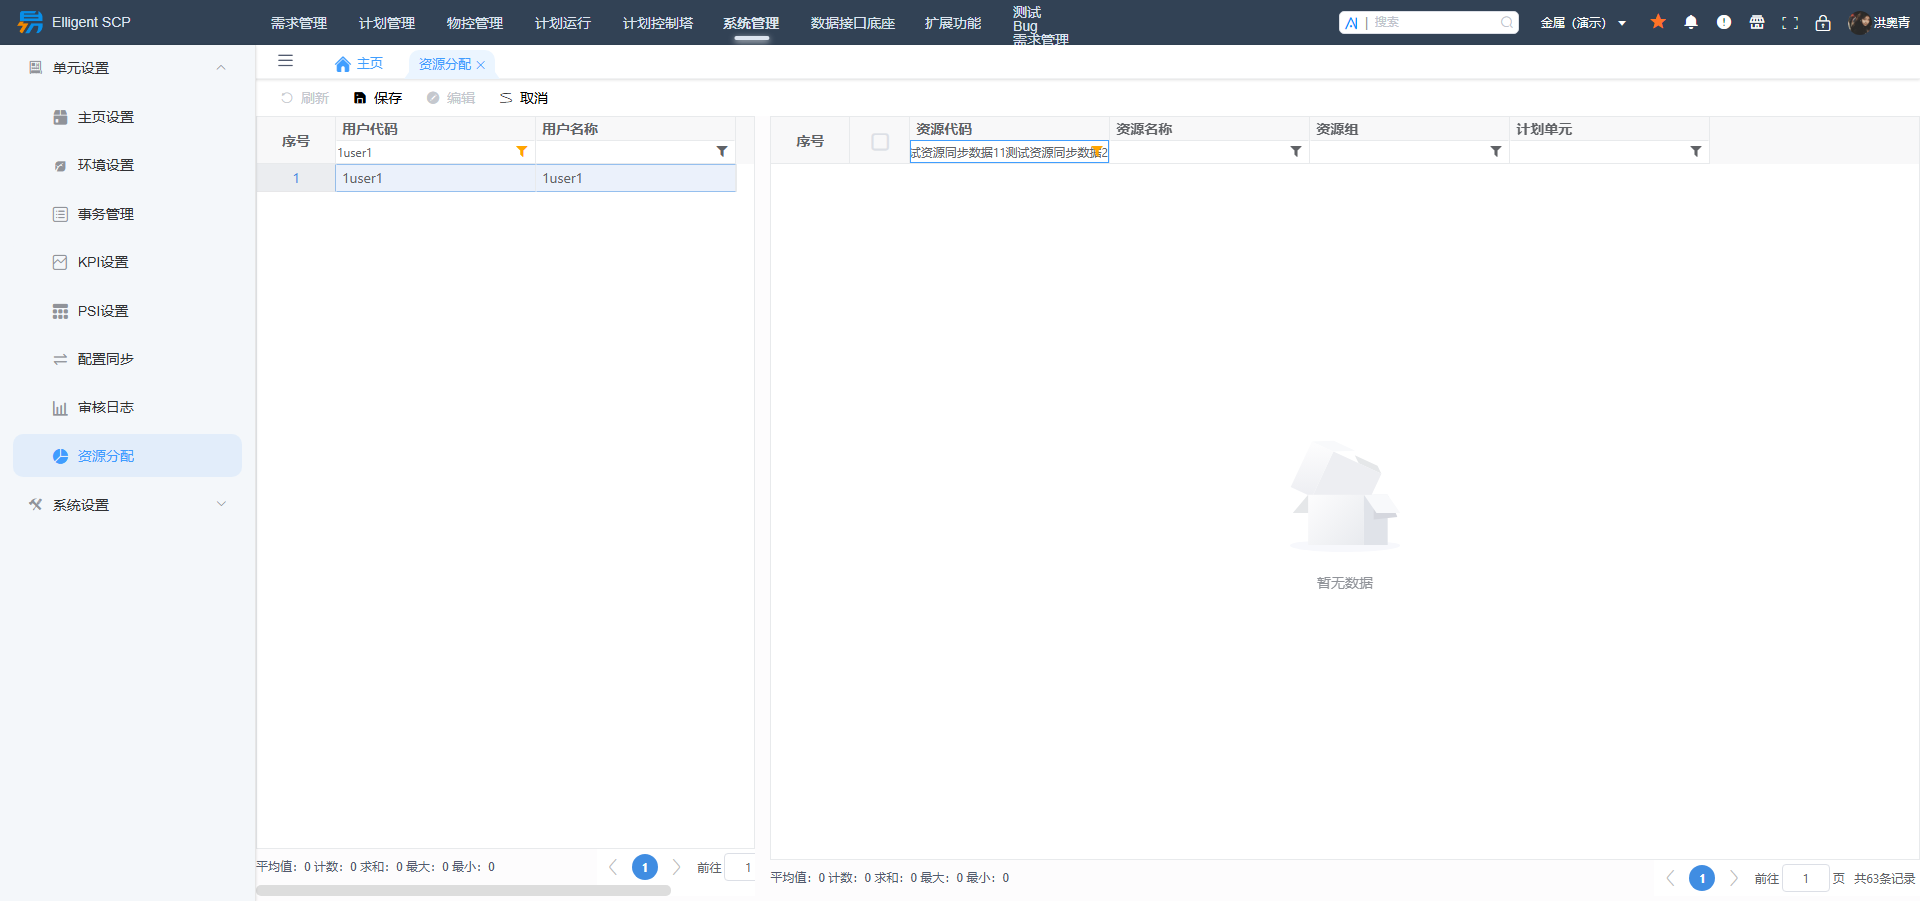 Elligent SCP
需求管理
计划管理
物控管理
计划运行
计划控制塔
系统管理
数据接口底座
扩展功能
测试
Bug
需求管理
AI | 搜索
金属（演示）
洪奥青
单元设置
主页设置
环境设置
事务管理
KPI设置
PSI设置
配置同步
审核日志
资源分配
系统设置
主页
资源分配
刷新
保存
编辑
取消
序号
用户代码
用户名称
1user1
1 1user1 1user1
序号
资源代码
资源名称
资源组
计划单元
试资源同步数据11测试资源同步数据2
暂无数据
平均值：0 计数：0 求和：0 最大：0 最小：0
1
前往 1
平均值：0 计数：0 求和：0 最大：0 最小：0
1
前往 1 页 共63条记录